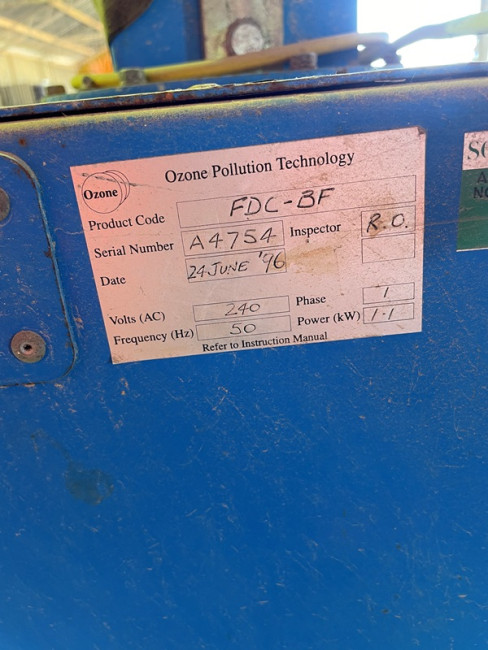 Ozone
Ozone Pollution Technology
Product Code FDC-BF
Serial Number A4754 Inspector R.O.
Date 24 JUNE '96
Volts (AC) 240 Phase 1
Frequency (Hz) 50 Power (kW) 1.1
Refer to Instruction Manual